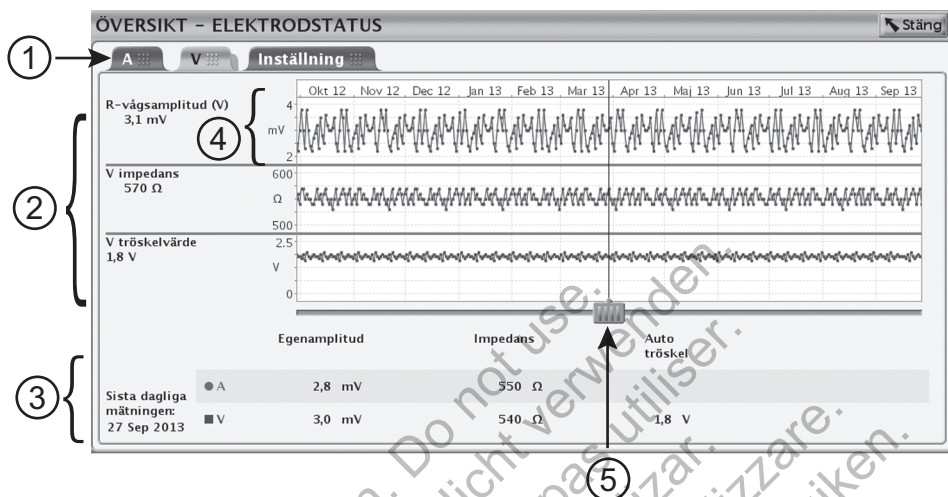 ÖVERSIKT – ELEKTRODSTATUS
Stäng
1
A
V
Inställning
Okt 12 Nov 12 Dec 12 Jan 13 Feb 13 Mar 13 Apr 13 Maj 13 Jun 13 Jul 13 Aug 13 Sep 13
R-vågsamplitud (V)
3,1 mV
4
mV
2
4
2
V impedans
570 Ω
600
Ω
500
V tröskelvärde
1,8 V
2.5
V
0
Egenamplitud
Impedans
Auto
tröskel
3
Sista dagliga
mätningen:
27 Sep 2013
A 2,8 mV 550 Ω
V 3,0 mV 540 Ω 1,8 V
5
Do not use.
nicht verwenden.
pas utiliser.